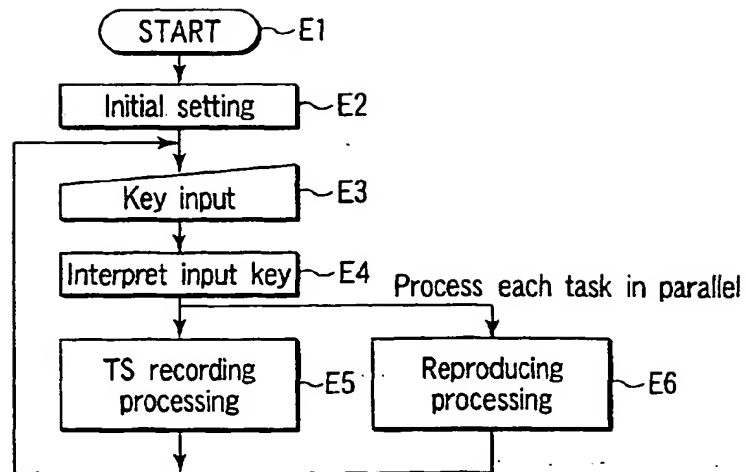 START E1
Initial setting E2
Key input E3
Interpret input key E4
Process each task in parallel
TS recording
processing E5
Reproducing
processing E6